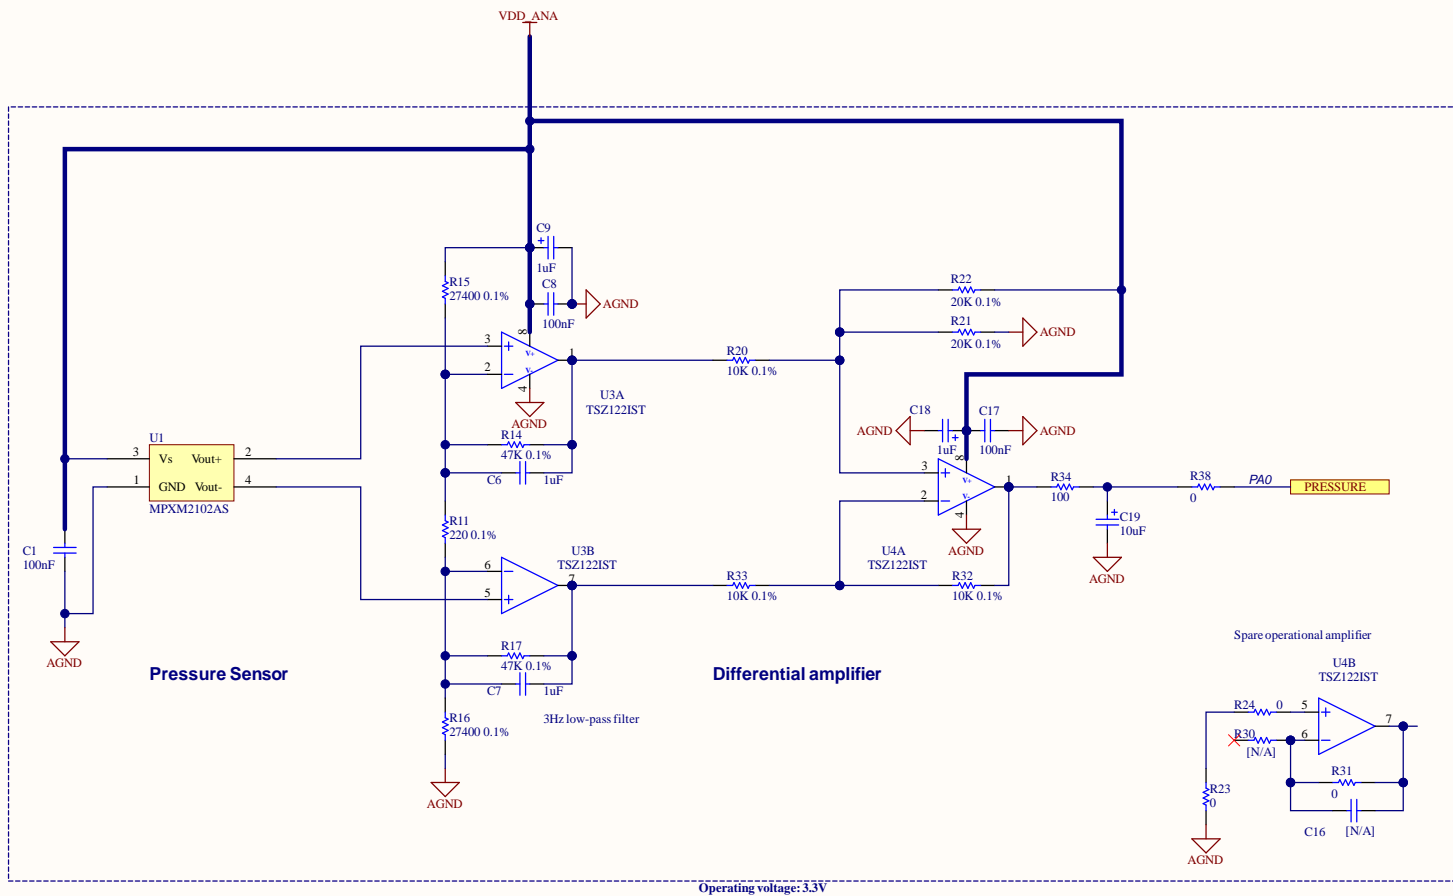 VDD_ANA
C9
1uF
C8
100nF
AGND
R15
27400 0.1%
R22
20K 0.1%
R21
20K 0.1%
AGND
3
2
8
V+
V-
4
1
AGND
U3A
TSZ122IST
R20
10K 0.1%
R14
47K 0.1%
C6
1uF
U1
3
Vs
Vout+
2
1
GND
Vout-
4
MPXM2102AS
C18
1uF
AGND
C17
100nF
AGND
3
2
8
V+
V-
4
1
AGND
R34
100
R38
0
PA0
PRESSURE
C19
10uF
AGND
R11
220 0.1%
U3B
TSZ122IST
6
5
7
U4A
TSZ122IST
R33
10K 0.1%
R32
10K 0.1%
C1
100nF
AGND
R17
47K 0.1%
C7
1uF
Pressure Sensor
Differential amplifier
R16
27400 0.1%
3Hz low-pass filter
AGND
Spare operational amplifier
U4B
TSZ122IST
R24
0
5
R30
[N/A]
6
7
R31
0
R23
0
C16
[N/A]
AGND
Operating voltage: 3.3V